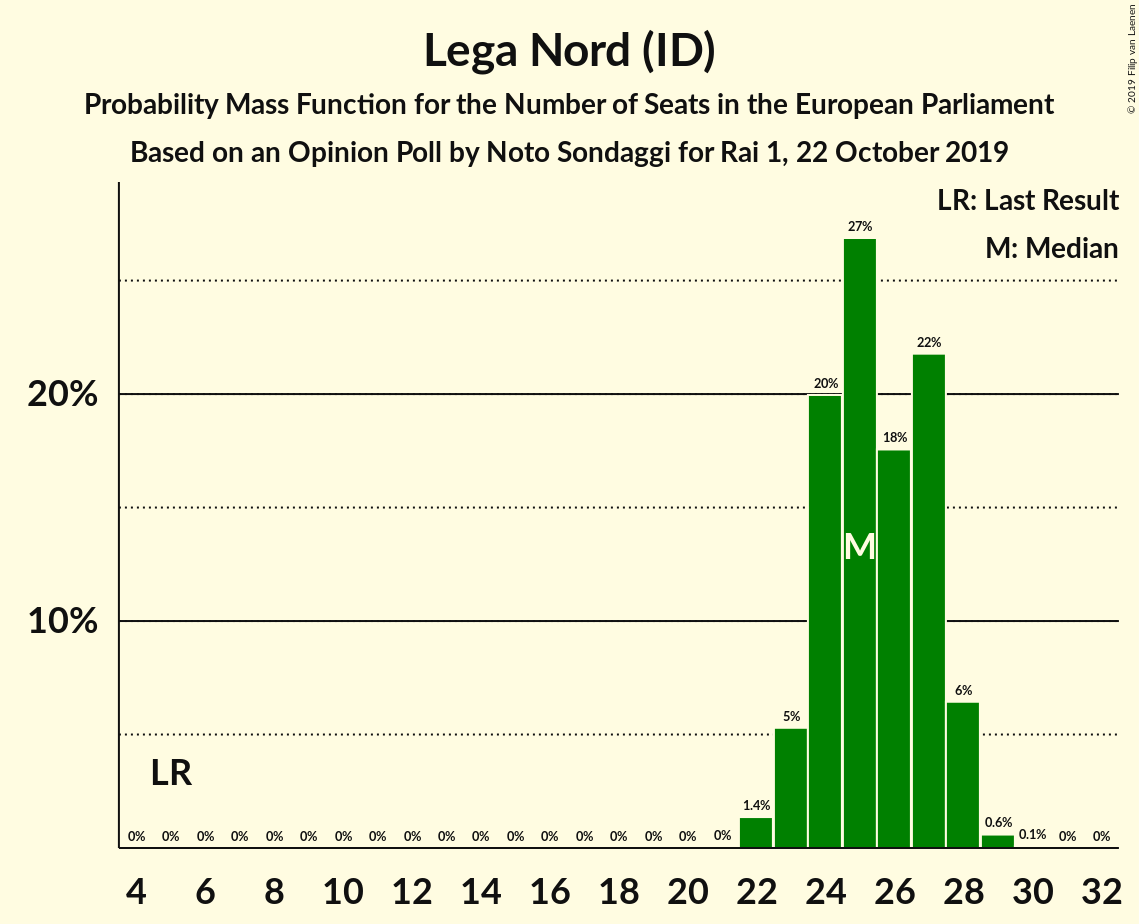 Lega Nord (ID)
Probability Mass Function for the Number of Seats in the European Parliament
Based on an Opinion Poll by Noto Sondaggi for Rai 1, 22 October 2019
© 2019 Filip van Laenen
LR: Last Result
M: Median
27%
22%
20%
20%
18%
M
10%
6%
5%
LR
1.4%
0.6%
0% 0% 0% 0% 0% 0% 0% 0% 0% 0% 0% 0% 0% 0% 0% 0% 0% 0% 0.1% 0% 0%
4 6 8 10 12 14 16 18 20 22 24 26 28 30 32